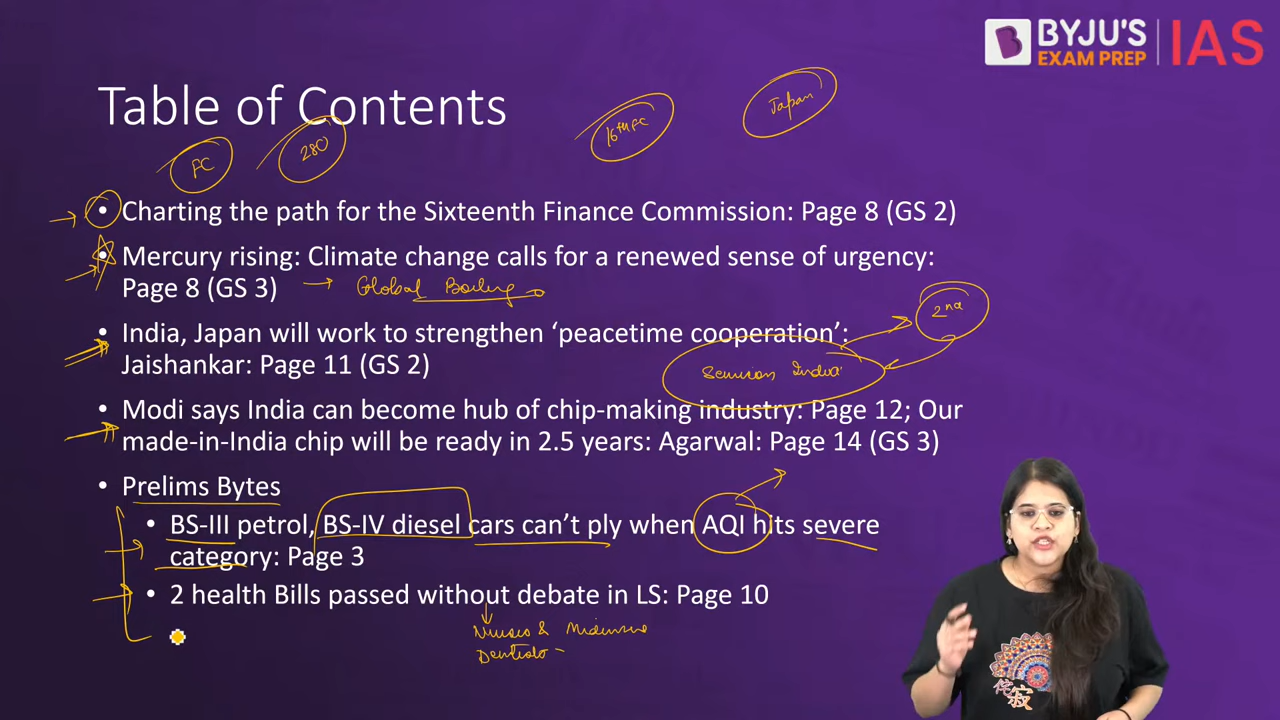 BYJU'S
EXAM PREP
IAS
Table of Contents
Japan
16th FC
280
FC
• Charting the path for the Sixteenth Finance Commission: Page 8 (GS 2)
• Mercury rising: Climate change calls for a renewed sense of urgency:
Page 8 (GS 3) → Global Boiling
2nd
• India, Japan will work to strengthen ‘peacetime cooperation’:
Jaishankar: Page 11 (GS 2)
India
• Modi says India can become hub of chip-making industry: Page 12; Our
made-in-India chip will be ready in 2.5 years: Agarwal: Page 14 (GS 3)
• Prelims Bytes
• BS-III petrol, BS-IV diesel cars can’t ply when AQI hits severe
category: Page 3
• 2 health Bills passed without debate in LS: Page 10
Nurses &
侘
寂